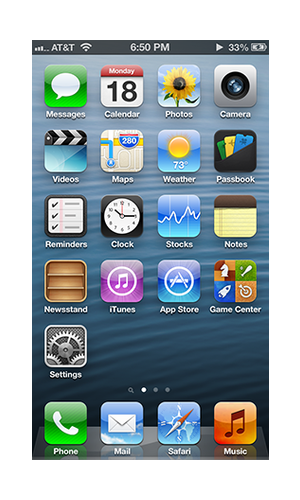 AT&T 6:50 PM 33%
Monday
18
Messages Calendar Photos Camera
280
73°
Videos Maps Weather Passbook
Reminders Clock Stocks Notes
Newsstand iTunes App Store Game Center
Settings
Phone Mail Safari Music